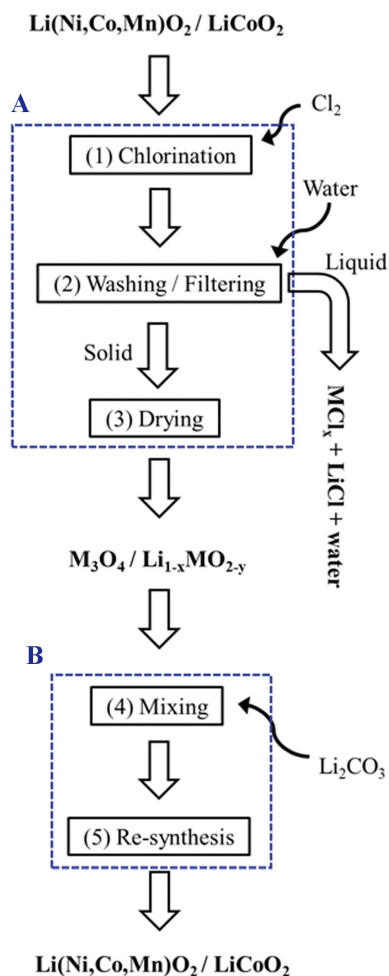 Li(Ni,Co,Mn)O₂ / LiCoO₂
A
Cl₂
(1) Chlorination
Water
(2) Washing / Filtering
Liquid
Solid
(3) Drying
MClₓ + LiCl + water
M₃O₄ / Li₁₋ₓMO₂₋y
B
(4) Mixing
Li₂CO₃
(5) Re-synthesis
Li(Ni,Co,Mn)O₂ / LiCoO₂